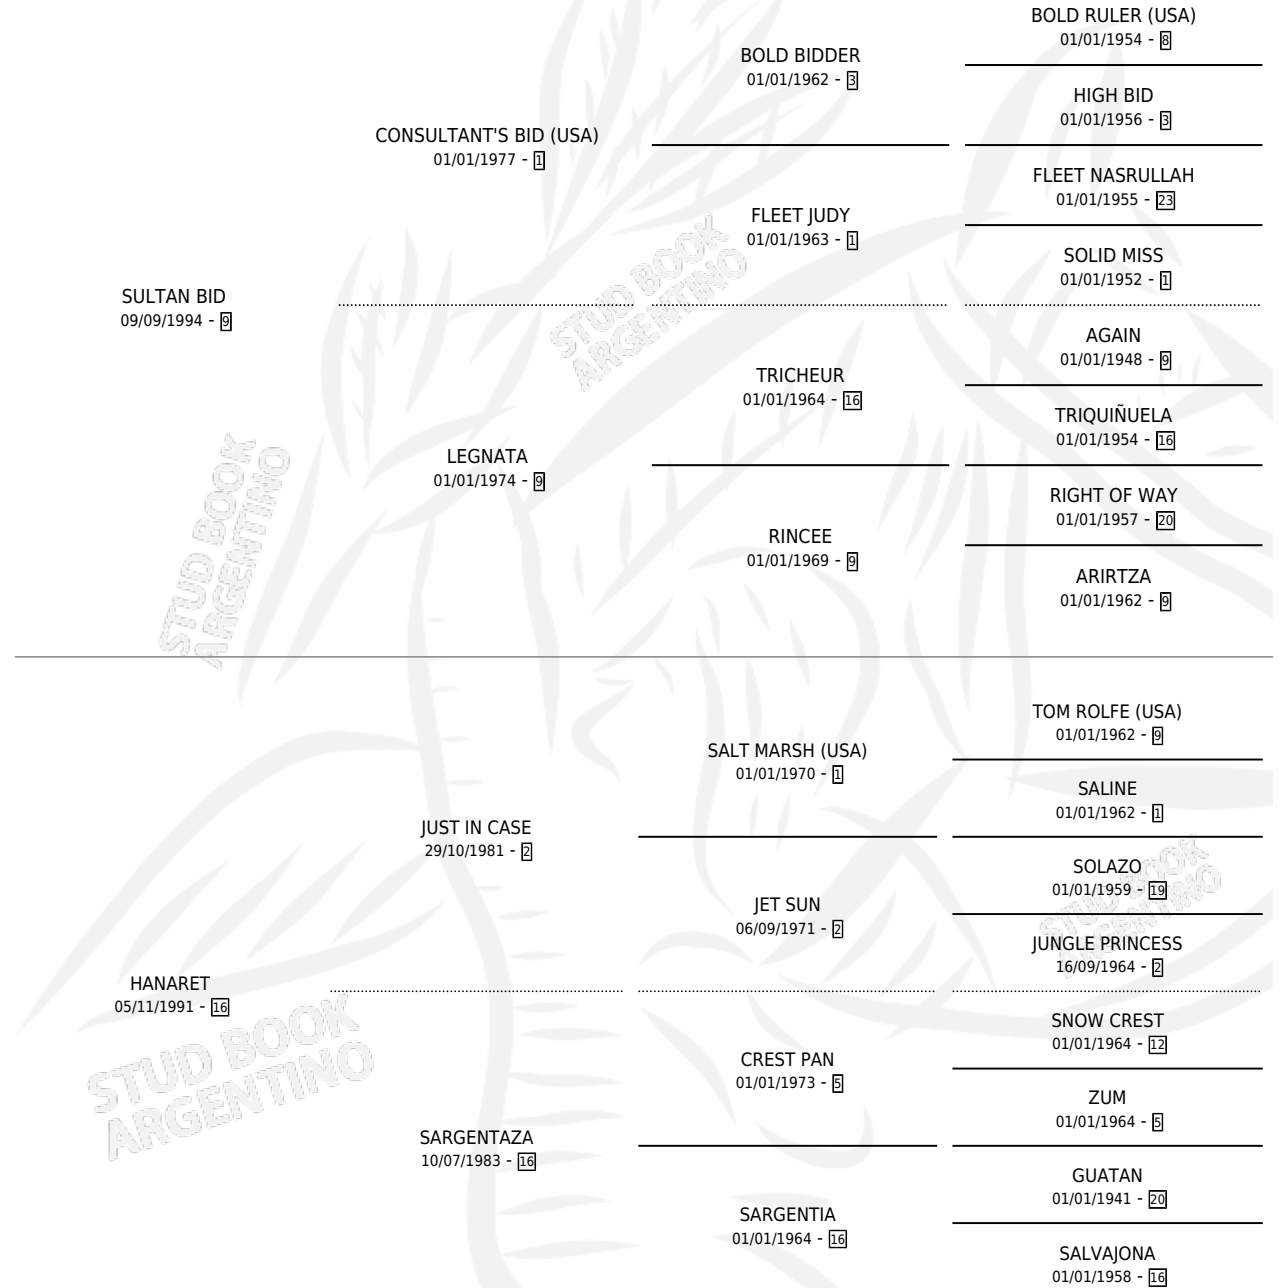 BOLD RULER (USA)
01/01/1954 - 8
BOLD BIDDER
01/01/1962 - 3
HIGH BID
01/01/1956 - 3
CONSULTANT'S BID (USA)
01/01/1977 - 1
FLEET NASRULLAH
01/01/1955 - 23
FLEET JUDY
01/01/1963 - 1
SOLID MISS
01/01/1952 - 1
SULTAN BID
09/09/1994 - 9
STUD BOOK
ARGENTINO
AGAIN
01/01/1948 - 9
TRICHEUR
01/01/1964 - 16
TRIQUIÑUELA
01/01/1954 - 16
LEGNATA
01/01/1974 - 9
RIGHT OF WAY
01/01/1957 - 20
RINCEE
01/01/1969 - 9
ARIRTZA
01/01/1962 - 9
STUD BOOK
ARGENTINO
TOM ROLFE (USA)
01/01/1962 - 9
SALT MARSH (USA)
01/01/1970 - 1
SALINE
01/01/1962 - 1
JUST IN CASE
29/10/1981 - 2
SOLAZO
01/01/1959 - 19
STUD BOOK
ARGENTINO
JET SUN
06/09/1971 - 2
JUNGLE PRINCESS
16/09/1964 - 2
HANARET
05/11/1991 - 16
SNOW CREST
01/01/1964 - 12
STUD BOOK
ARGENTINO
CREST PAN
01/01/1973 - 5
ZUM
01/01/1964 - 5
SARGENTAZA
10/07/1983 - 16
GUATAN
01/01/1941 - 20
SARGENTIA
01/01/1964 - 16
SALVAJONA
01/01/1958 - 16